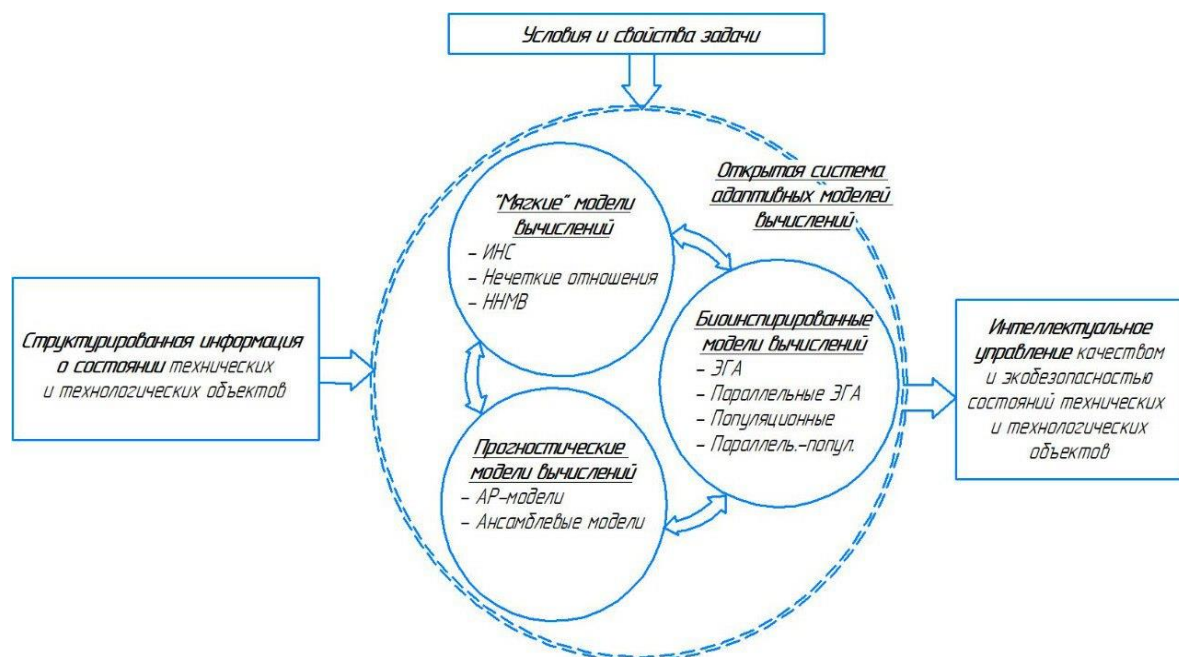 Условия и свойства задачи
Открытая система
адаптивных моделей
вычислений
"Мягкие" модели
вычислений
- ИНС
- Нечеткие отношения
- ННМВ
Биоинспирированные
модели вычислений
- ЭГА
- Параллельные ЭГА
- Популяционные
- Параллель.-попул.
Прогностические
модели вычислений
- АР-модели
- Ансамблевые модели
Структурированная информация
о состоянии технических
и технологических объектов
Интеллектуальное
управление качеством
и экобезопасностью
состояний технических
и технологических
объектов